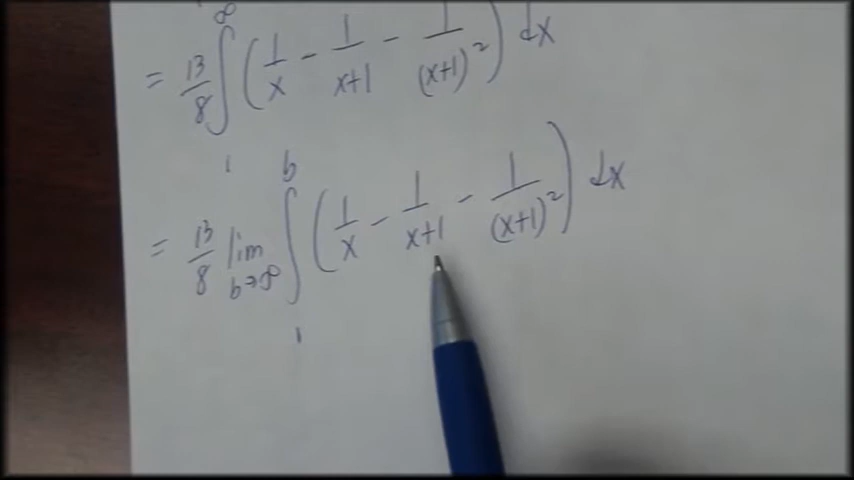 = 13/8 ∫₁^∞ (1/x - 1/(x+1) - 1/(x+1)²) dx
= 13/8 lim b→∞ ∫₁^b (1/x - 1/(x+1) - 1/(x+1)²) dx